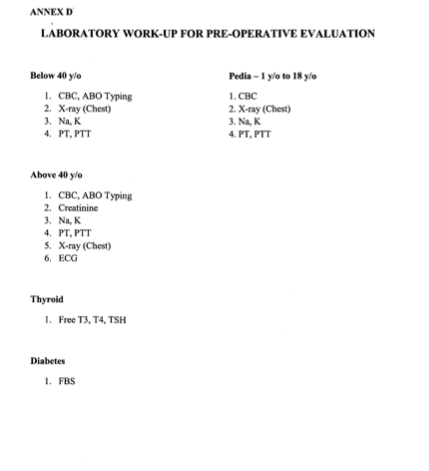 ANNEX D
LABORATORY WORK-UP FOR PRE-OPERATIVE EVALUATION
Below 40 y/o
1. CBC, ABO Typing
2. X-ray (Chest)
3. Na, K
4. PT, PTT
Pedia – 1 y/o to 18 y/o
1. CBC
2. X-ray (Chest)
3. Na, K
4. PT, PTT
Above 40 y/o
1. CBC, ABO Typing
2. Creatinine
3. Na, K
4. PT, PTT
5. X-ray (Chest)
6. ECG
Thyroid
1. Free T3, T4, TSH
Diabetes
1. FBS